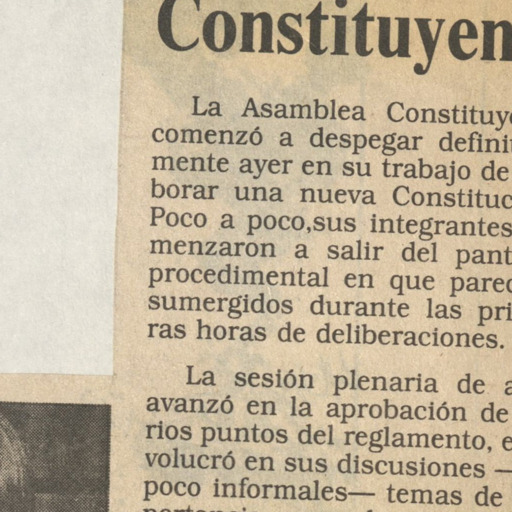 Constituyen
La Asamblea Constituy
comenzó a despegar defini
mente ayer en su trabajo de
borar una nueva Constituc
Poco a poco,sus integrantes
menzaron a salir del pant
procedimental en que parec
sumergidos durante las pri
ras horas de deliberaciones.
La sesión plenaria de a
avanzó en la aprobación de
rios puntos del reglamento, e
volucró en sus discusiones —
poco informales— temas de